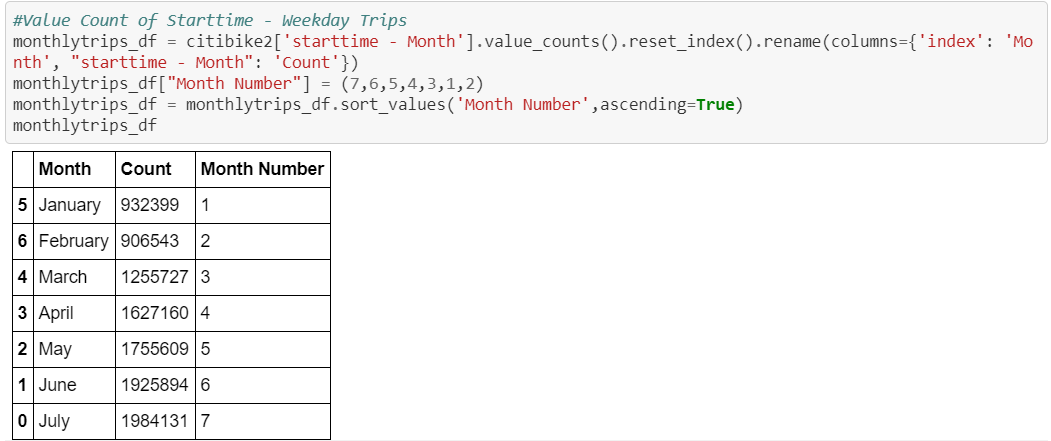 #Value Count of Starttime - Weekday Trips
monthlytrips_df = citibike2['starttime - Month'].value_counts().reset_index().rename(columns={'index': 'Mo
nth', "starttime - Month": 'Count'})
monthlytrips_df["Month Number"] = (7,6,5,4,3,1,2)
monthlytrips_df = monthlytrips_df.sort_values('Month Number',ascending=True)
monthlytrips_df
Month Count Month Number
5 January 932399 1
6 February 906543 2
4 March 1255727 3
3 April 1627160 4
2 May 1755609 5
1 June 1925894 6
0 July 1984131 7